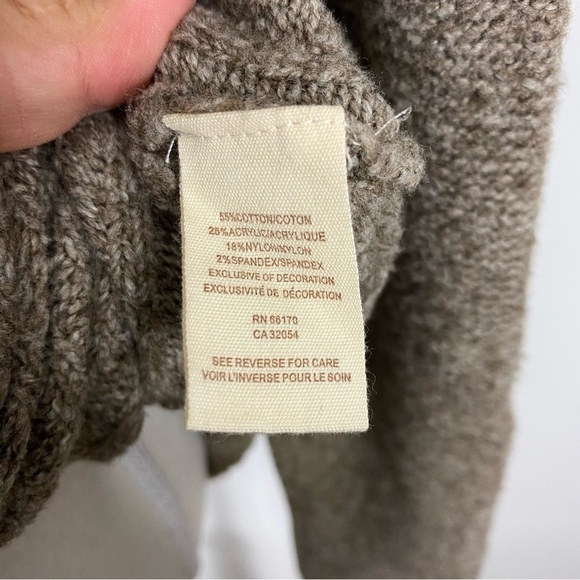 55%COTTON/COTON
25%ACRYLIC/ACRYLIQUE
18%NYLON/NYLON
2%SPANDEX/SPANDEX
EXCLUSIVE OF DECORATION
EXCLUSIVITÉ DE DÉCORATION
RN 66170
CA 32054
SEE REVERSE FOR CARE
VOIR L'INVERSE POUR LE SOIN